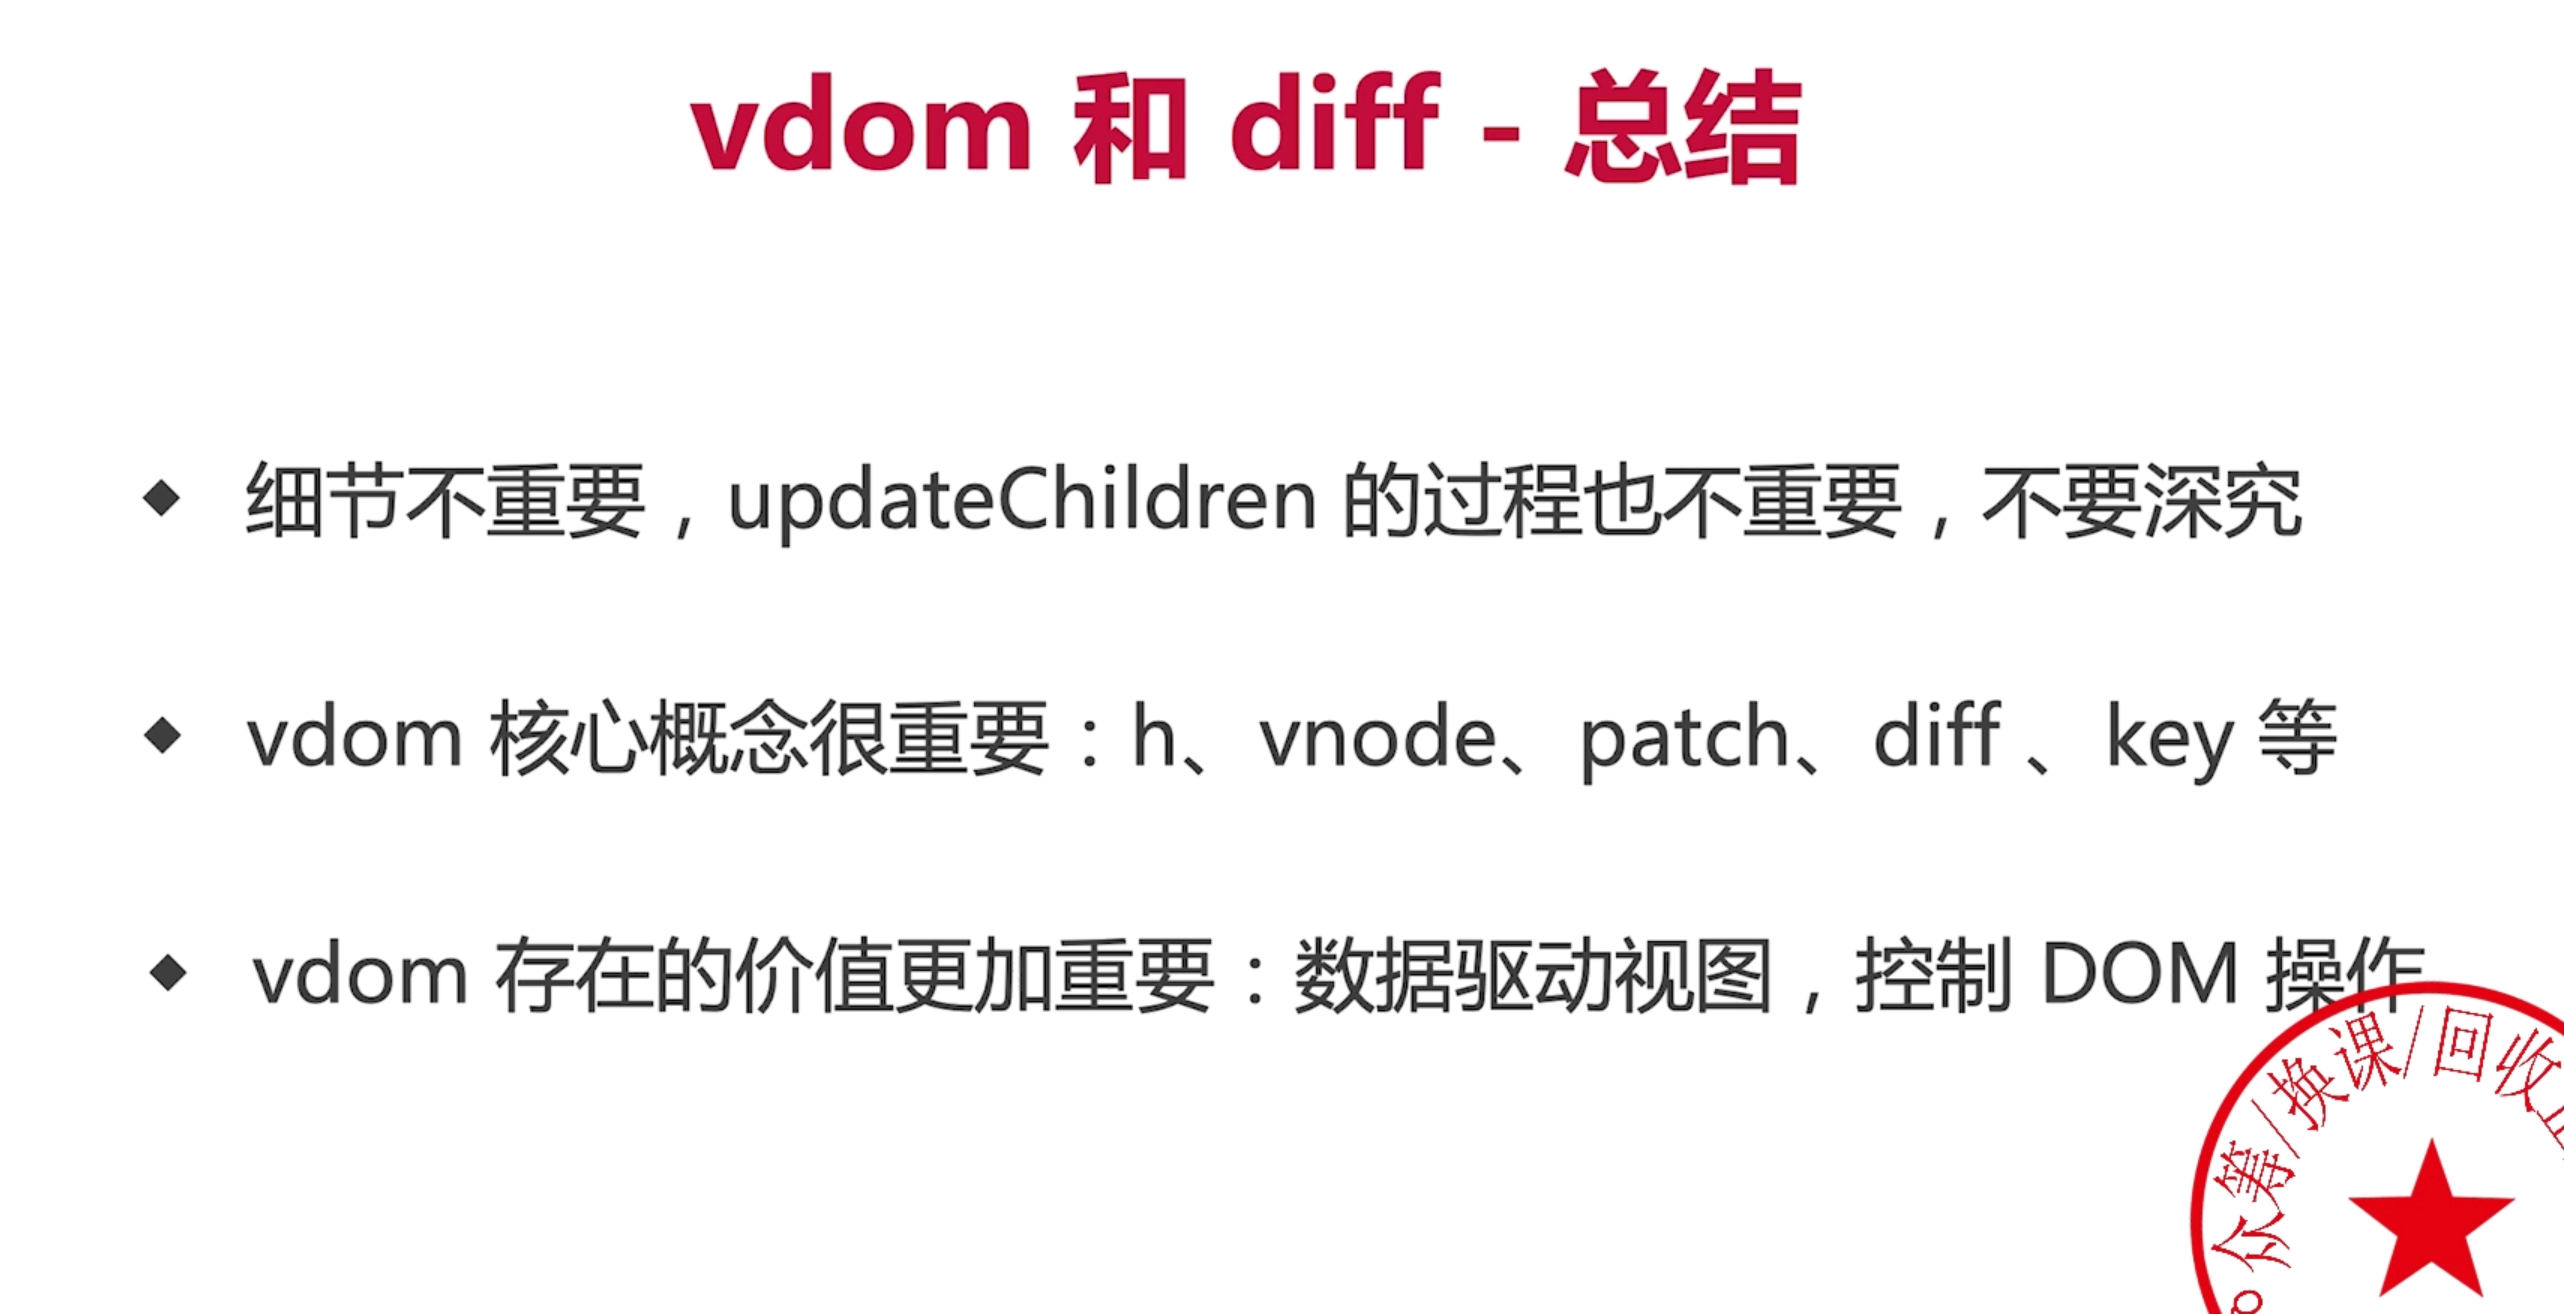 vdom 和 diff - 总结
◆ 细节不重要，updateChildren 的过程也不重要，不要深究
◆ vdom 核心概念很重要：h、vnode、patch、diff 、key 等
◆ vdom 存在的价值更加重要：数据驱动视图，控制 DOM 操作
众筹/换课/回收